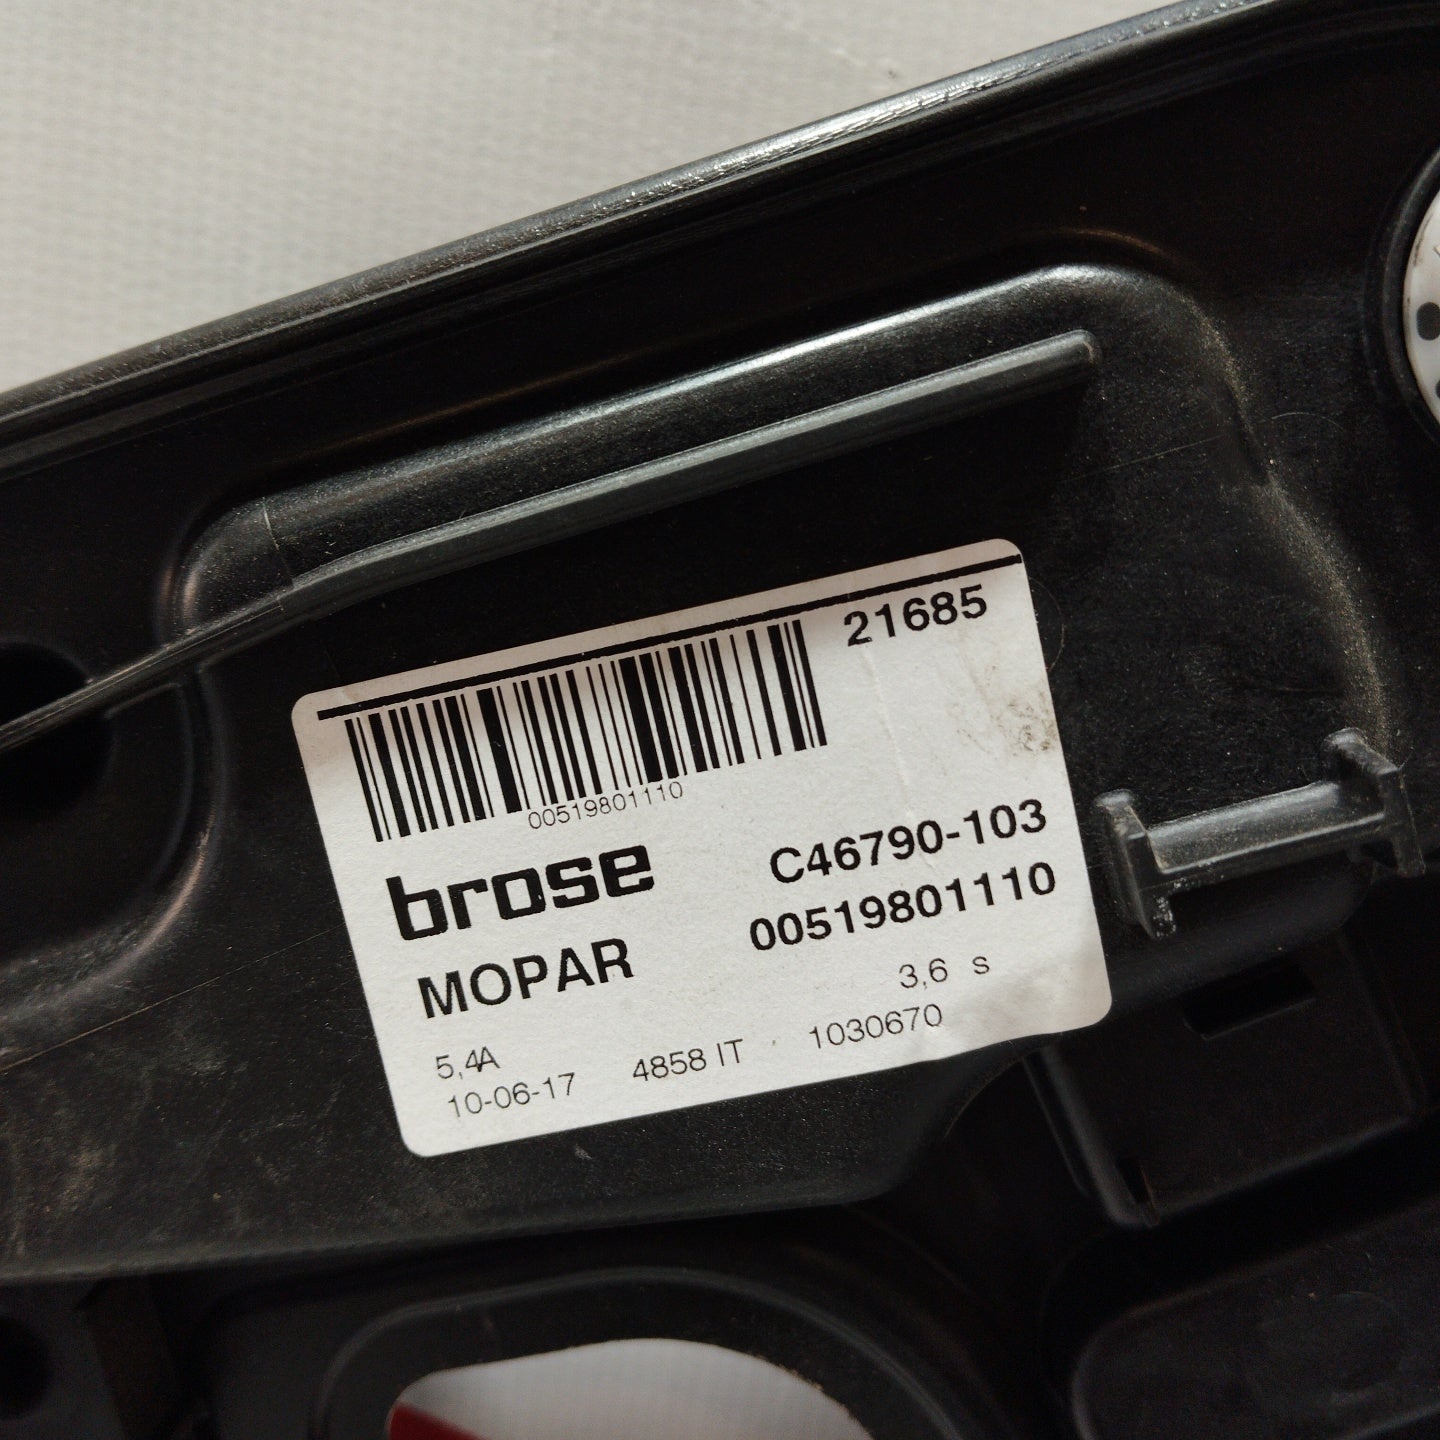 21685
00519801110
brose C46790-103
MOPAR 00519801110
5,4A 3,6 s
10-06-17 4858 IT 1030670